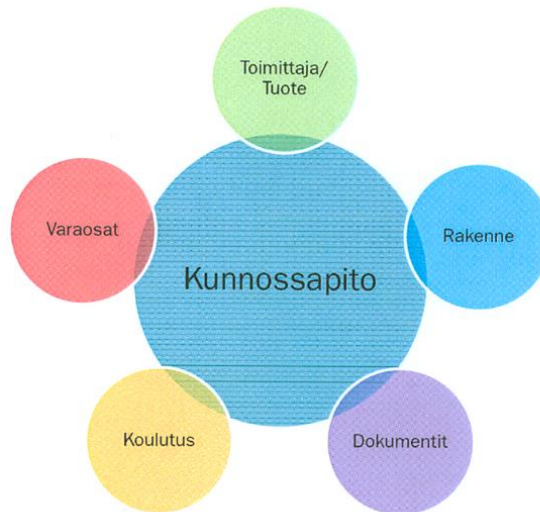 Toimittaja/
Tuote
Varaosat
Rakenne
Kunnossapito
Koulutus
Dokumentit